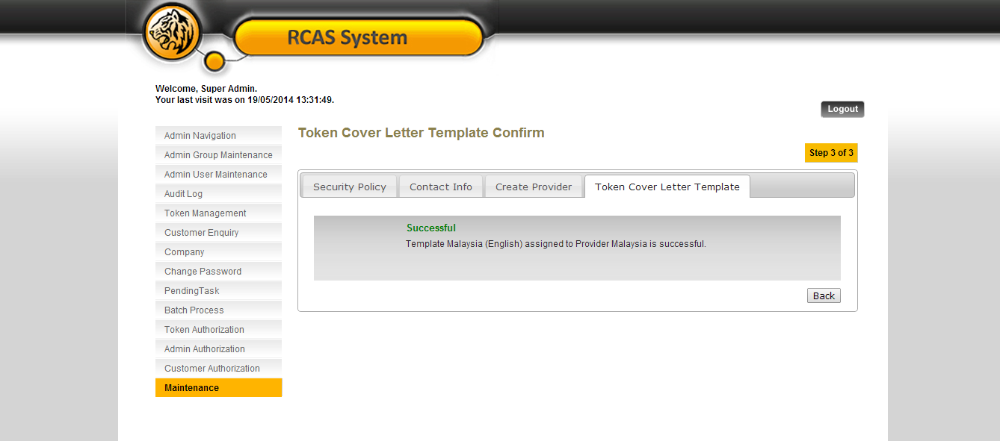 RCAS System
Welcome, Super Admin.
Your last visit was on 19/05/2014 13:31:49.
Logout
Admin Navigation
Admin Group Maintenance
Admin User Maintenance
Audit Log
Token Management
Customer Enquiry
Company
Change Password
PendingTask
Batch Process
Token Authorization
Admin Authorization
Customer Authorization
Maintenance
Token Cover Letter Template Confirm
Step 3 of 3
Security Policy
Contact Info
Create Provider
Token Cover Letter Template
Successful
Template Malaysia (English) assigned to Provider Malaysia is successful.
Back